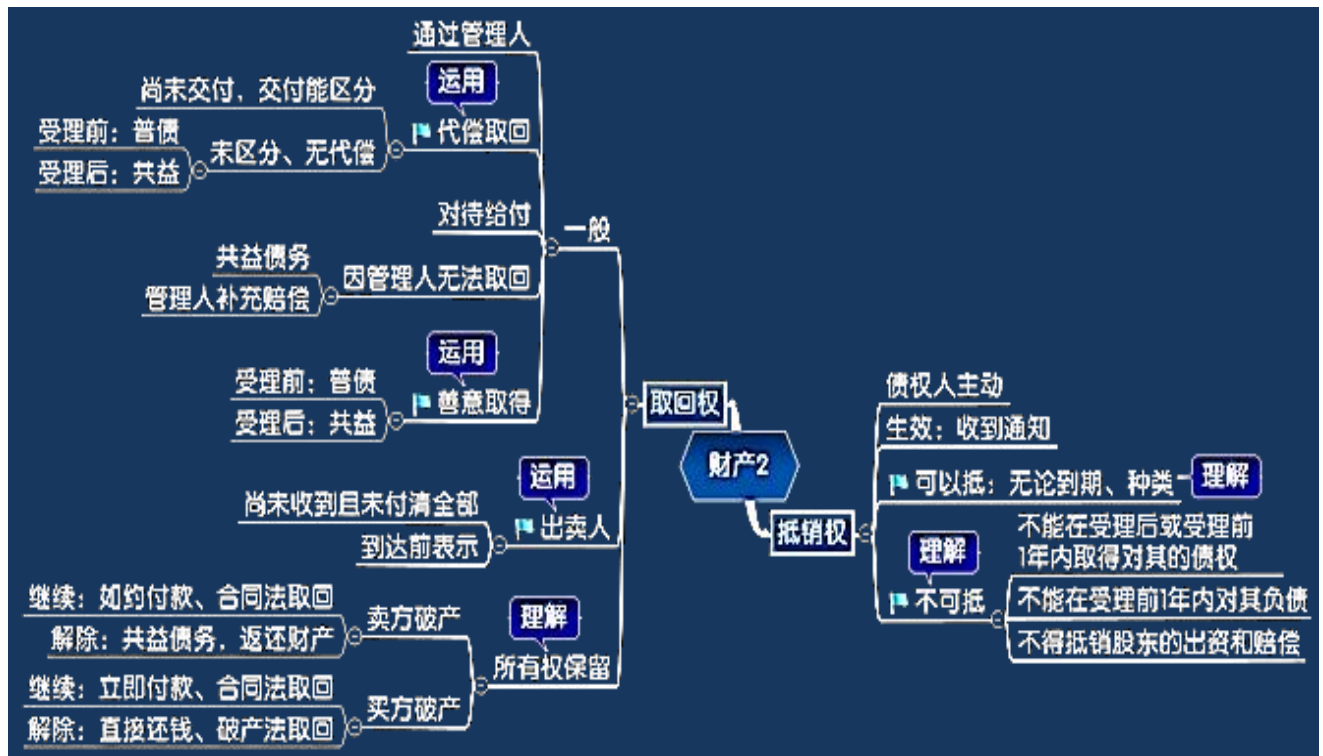 通过管理人
运用
代偿取回
尚未交付，交付能区分
未区分、无代偿
受理前：普债
受理后：共益
对待给付
一般
因管理人无法取回
共益债务
管理人补充赔偿
运用
善意取得
受理前：普债
受理后：共益
取回权
运用
出卖人
尚未收到且未付清全部
到达前表示
理解
所有权保留
卖方破产
继续：如约付款、合同法取回
解除：共益债务，返还财产
买方破产
继续：立即付款、合同法取回
解除：直接还钱、破产法取回
财产2
抵销权
债权人主动
生效：收到通知
可以抵：无论到期、种类
理解
理解
不可抵
不能在受理后或受理前
1年内取得对其的债权
不能在受理前1年内对其负债
不得抵销股东的出资和赔偿